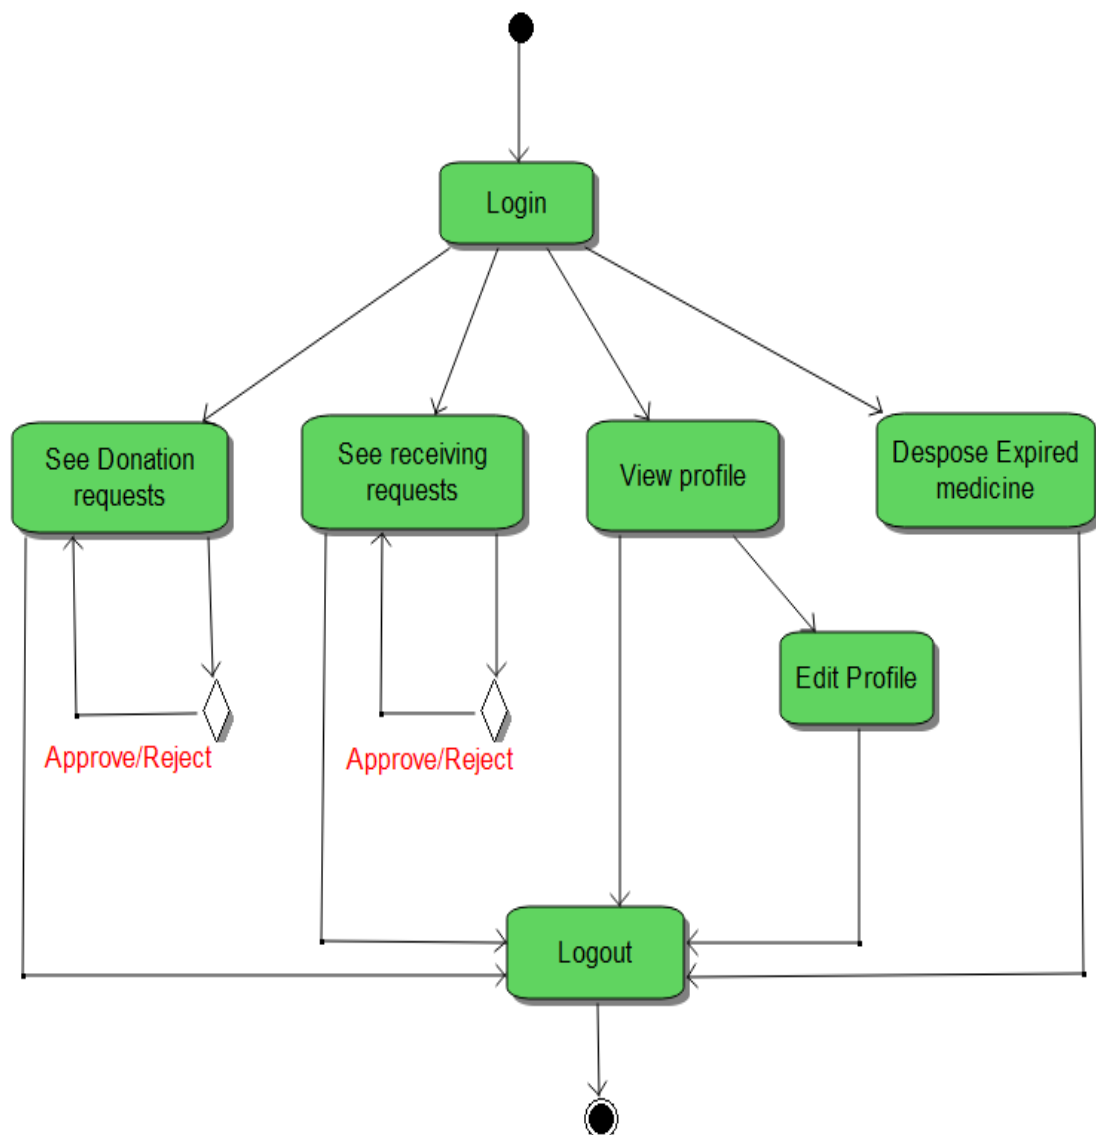 Login
See Donation
requests
See receiving
requests
View profile
Despose Expired
medicine
Edit Profile
Approve/Reject
Approve/Reject
Logout